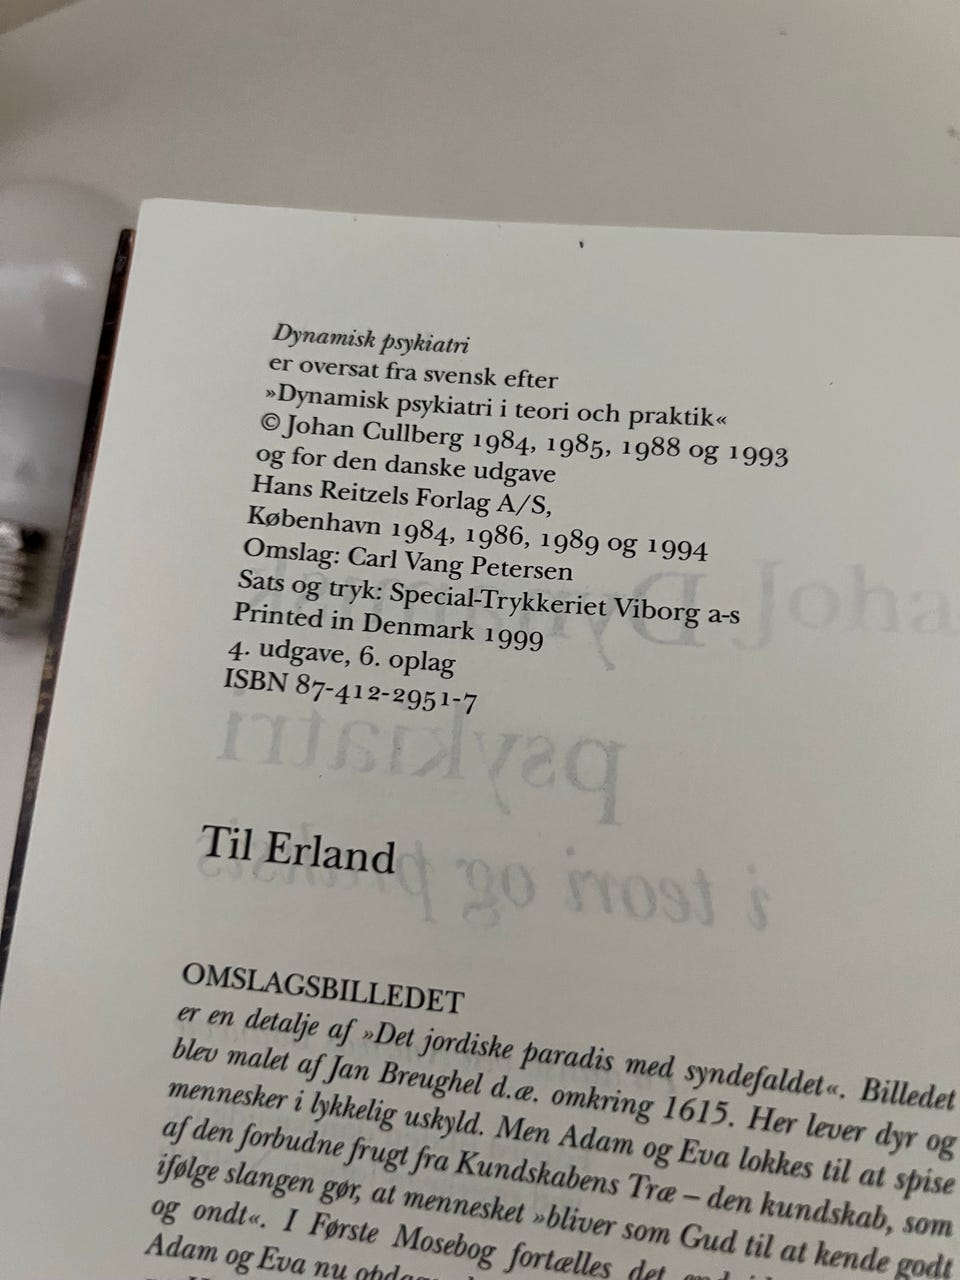 Dynamisk psykiatri
er oversat fra svensk efter
»Dynamisk psykiatri i teori och praktik«
© Johan Cullberg 1984, 1985, 1988 og 1993
og for den danske udgave
Hans Reitzels Forlag A/S,
København 1984, 1986, 1989 og 1994
Omslag: Carl Vang Petersen
Sats og tryk: Special-Trykkeriet Viborg a-s
Printed in Denmark 1999
4. udgave, 6. oplag
ISBN 87-412-2951-7
Til Erland
OMSLAGSBILLEDET
er en detalje af »Det jordiske paradis med syndefaldet«. Billedet
blev malet af Jan Breughel d.æ. omkring 1615. Her lever dyr og
mennesker i lykkelig uskyld. Men Adam og Eva lokkes til at spise
af den forbudne frugt fra Kundskabens Træ – den kundskab, som
ifølge slangen gør, at mennesket »bliver som Gud til at kende godt
og ondt«. I Første Mosebog fortælles det
Adam og Eva nu